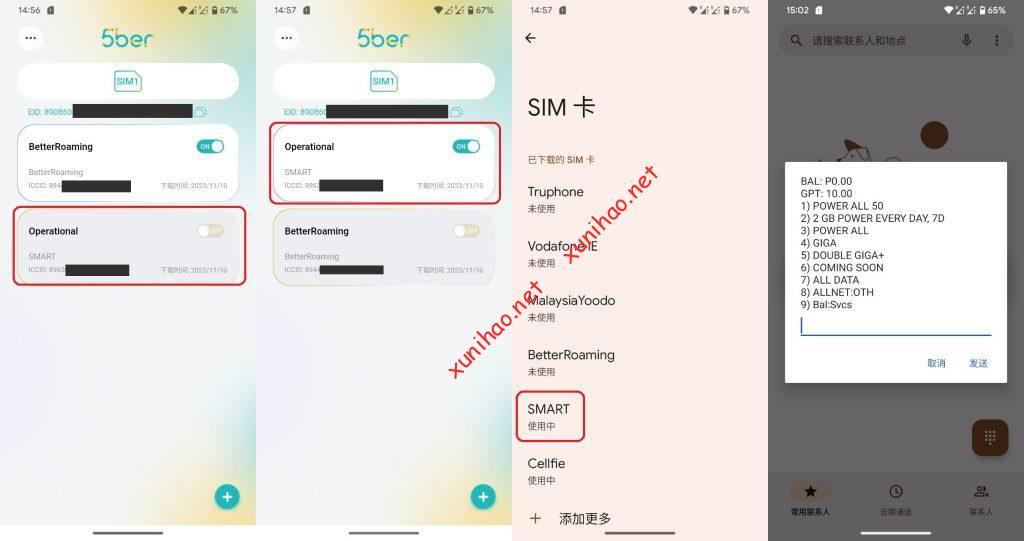 14:56
67%
5ber
SIM1
EID: 890860
BetterRoaming
ON
BetterRoaming
ICCID: 894
下载时间: 2023/11/10
Operational
OFF
SMART
ICCID: 8963
下载时间: 2023/11/10
14:57
67%
5ber
SIM1
EID: 890860
Operational
ON
SMART
ICCID: 8963
下载时间: 2023/11/10
BetterRoaming
OFF
BetterRoaming
ICCID: 8944
下载时间: 2023/11/10
14:57
67%
SIM 卡
已下载的 SIM 卡
Truphone
未使用
Vodafone IE
未使用
MalaysiaYoodo
未使用
BetterRoaming
未使用
SMART
使用中
Cellfie
使用中
添加更多
xunihao.net
xunihao.net
15:02
65%
请搜索联系人和地点
BAL: P0.00
GPT: 10.00
1) POWER ALL 50
2) 2 GB POWER EVERY DAY, 7D
3) POWER ALL
4) GIGA
5) DOUBLE GIGA+
6) COMING SOON
7) ALL DATA
8) ALLNET:OTH
9) Bal:Svcs
取消
发送
常用联系人
近期通话
联系人